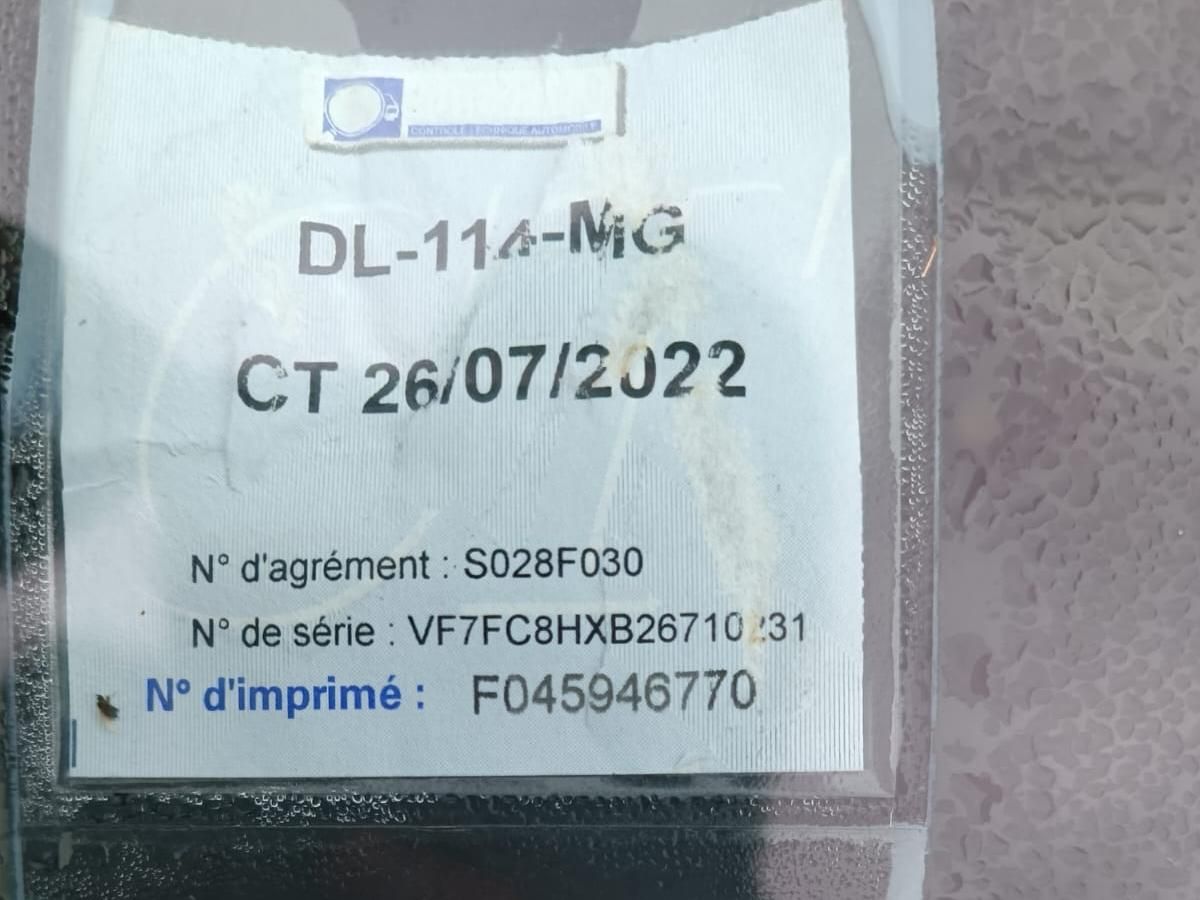 CONTROLE TECHNIQUE AUTOMOBILE
DL-114-MG
CT 26/07/2022
N° d'agrément : S028F030
N° de série :
N° d'imprimé : F045946770